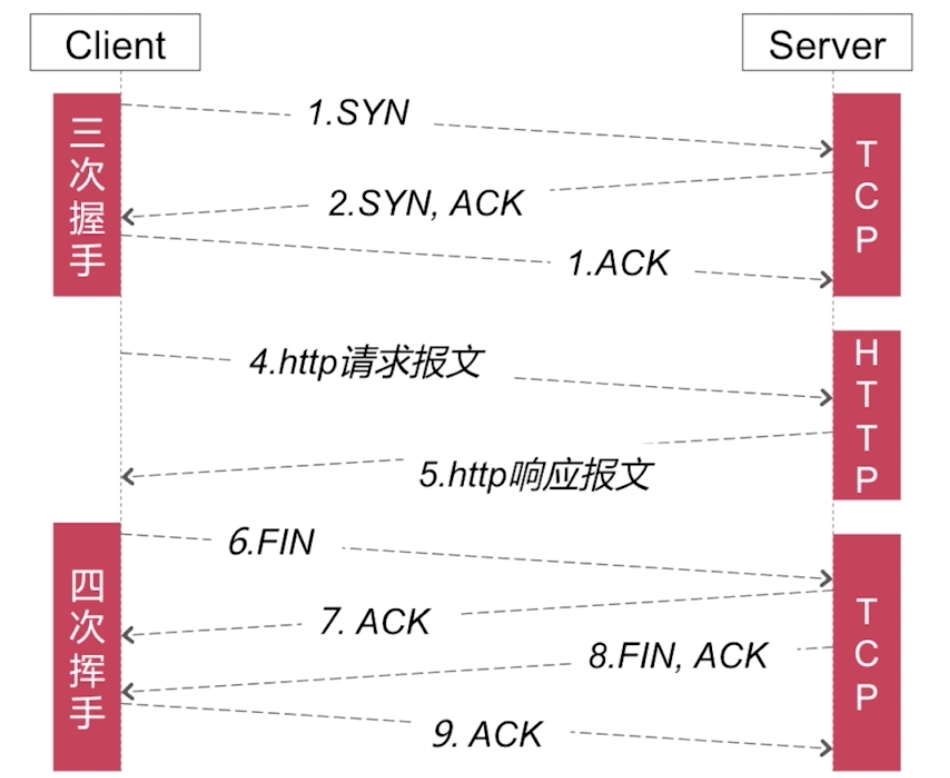 Client
Server
三次握手
1.SYN
TCP
2.SYN, ACK
1.ACK
4.http请求报文
HTTP
5.http响应报文
四次挥手
6.FIN
TCP
7. ACK
8.FIN, ACK
9. ACK